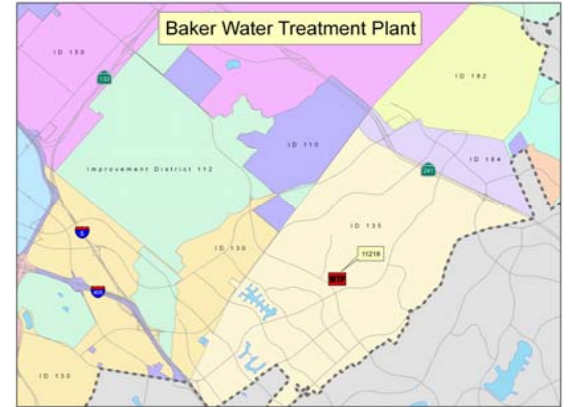 Baker Water Treatment Plant
ID 150
133
ID 182
ID 110
ID 184
Improvement District 112
241
ID 135
5
ID 130
11218
WTP
405
ID 130